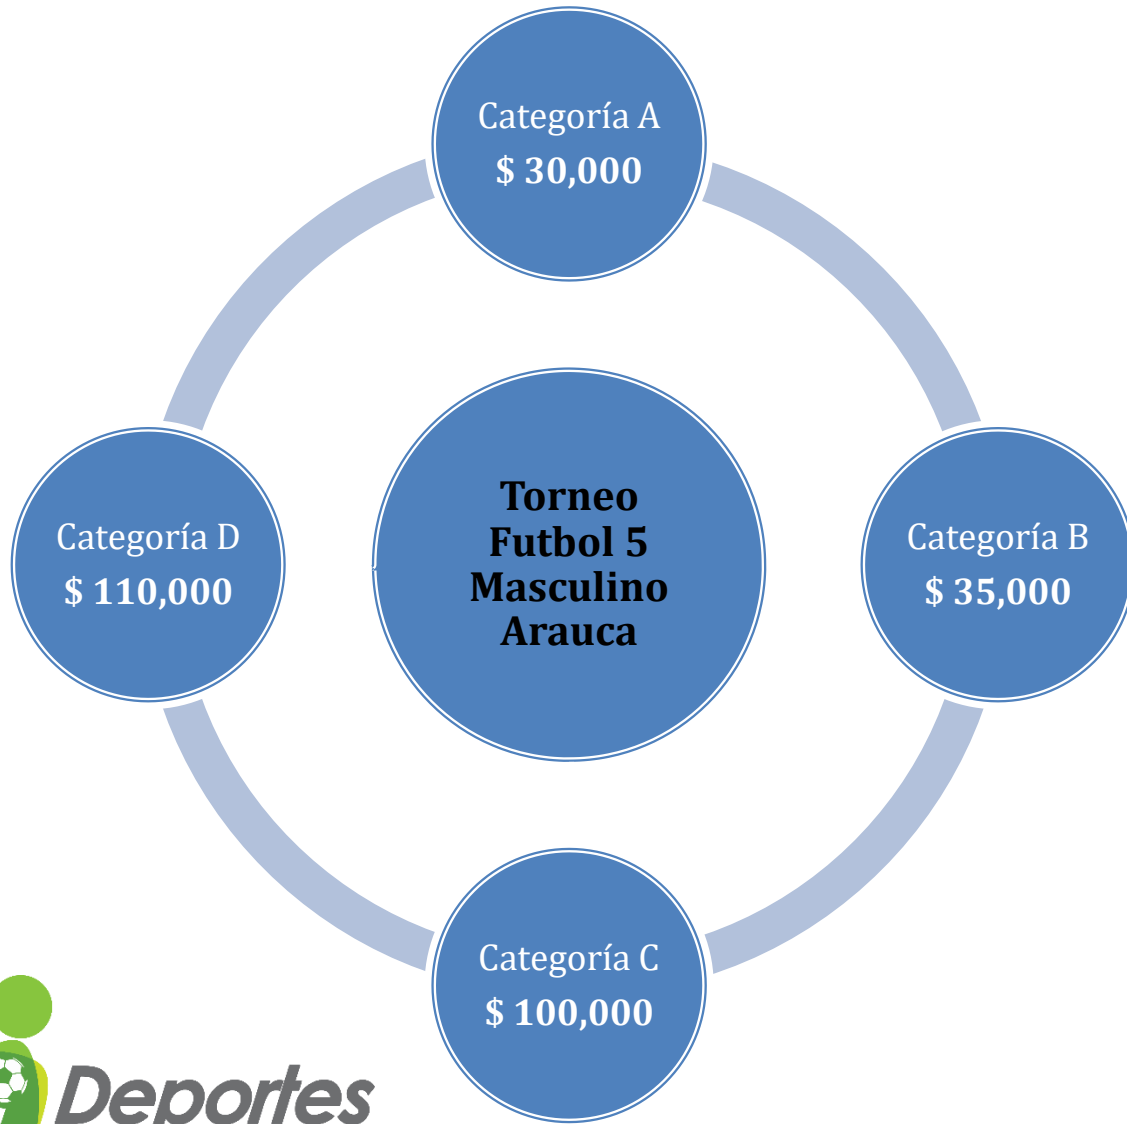 Categoría A
$ 30,000
Categoría D
$ 110,000
Torneo
Futbol 5
Masculino
Arauca
Categoría B
$ 35,000
Categoría C
$ 100,000
Deportes